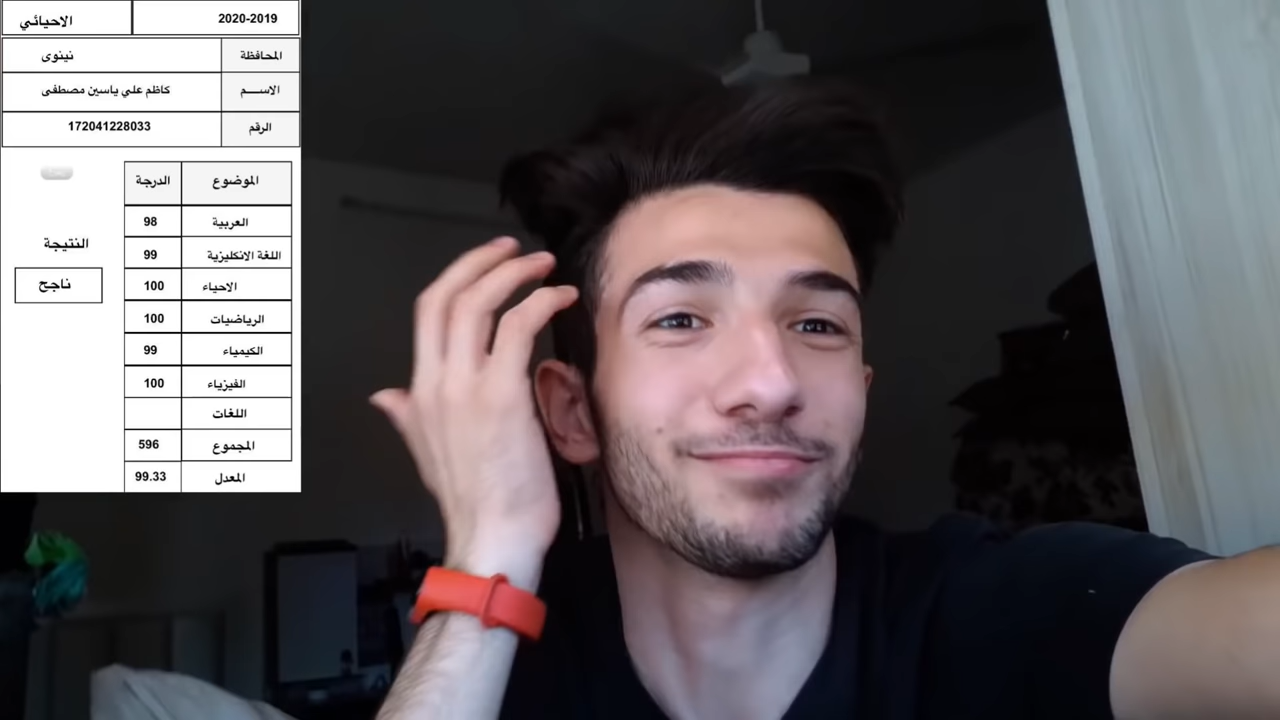 الاحيائي 2020-2019
المحافظة نينوى
الاســـم كاظم علي ياسين مصطفى
الرقم 172041228033
الموضوع الدرجة
العربية 98
اللغة الانكليزية 99
الاحياء 100
الرياضيات 100
الكيمياء 99
الفيزياء 100
اللغات
المجموع 596
المعدل 99.33
النتيجة
ناجح